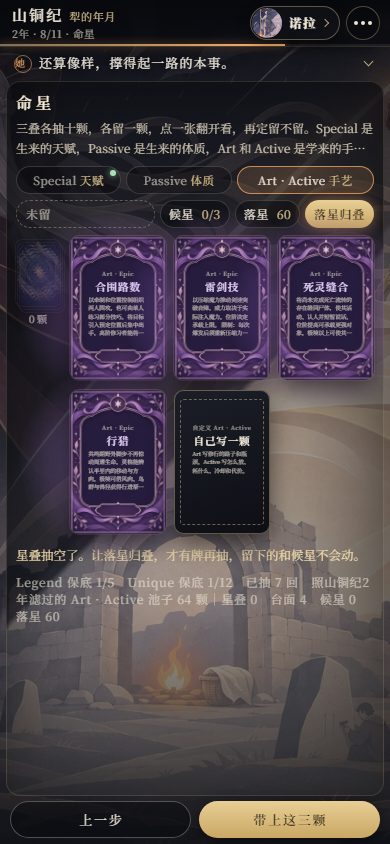 山铜纪 犁的年月
2年 · 8/11 · 命星
诺拉
他 还算像样，撑得起一路的本事。
命星
三叠各抽十颗，各留一颗，点一张翻开看，再定留不留。Special 是
生来的天赋，Passive 是生来的体质，Art 和 Active 是学来的手…
Special 天赋
Passive 体质
Art · Active 手艺
未留
候星 0/3
落星 60
落星归叠
0 颗
Art · Epic
合围路数
Art · Epic
雷剑技
Art · Epic
死灵缝合
Art · Epic
行猎
自定义 Art · Active
自己写一颗
星叠抽空了。让落星归叠，才有牌再抽，留下的和候星不会动。
Legend 保底 1/5 Unique 保底 1/12 已抽 7 回 照山铜纪2
年滤过的 Art · Active 池子 64 颗｜星叠 0 台面 4 候星 0
落星 60
上一步
带上这三颗